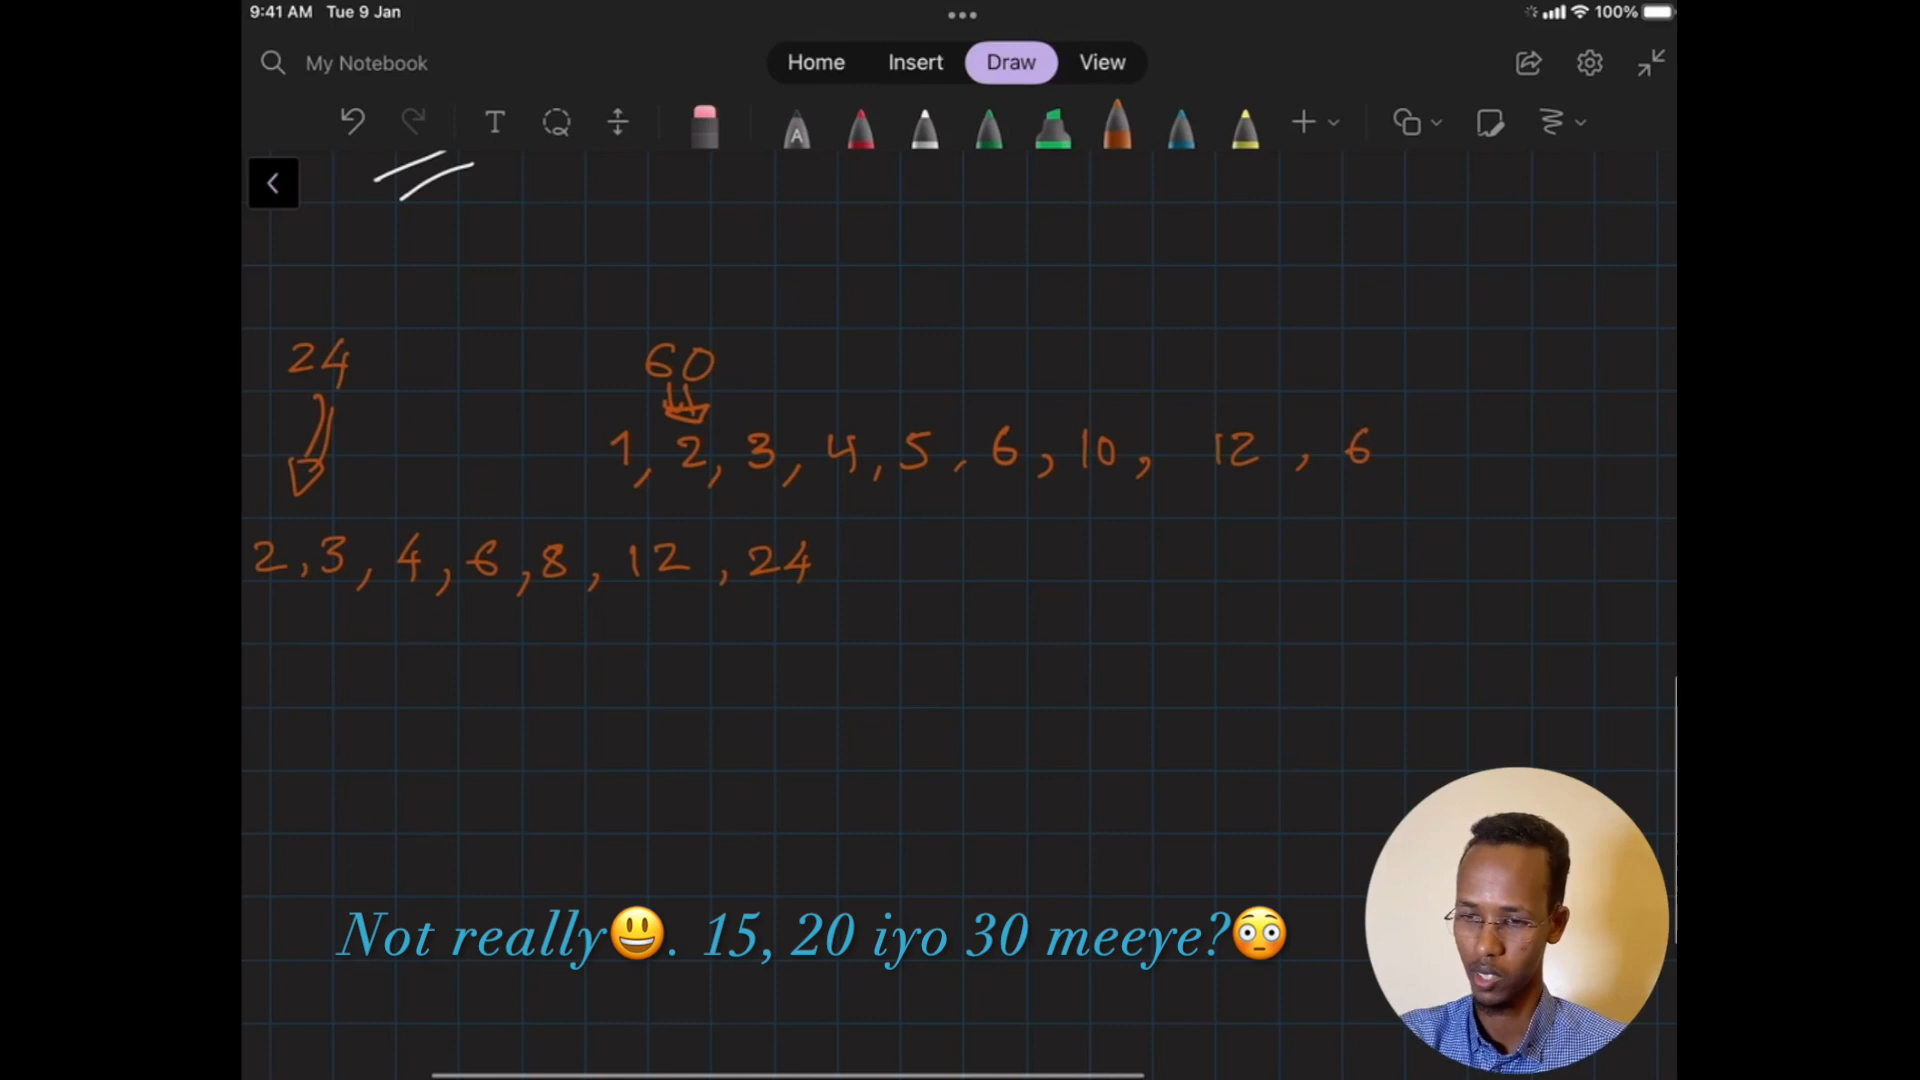 9:41 AM Tue 9 Jan
100%
My Notebook
Home Insert Draw View
T
A
24 60
1, 2, 3, 4, 5, 6, 10, 12, 6
2, 3, 4, 6, 8, 12, 24
Not really😃. 15, 20 iyo 30 meeye?😳